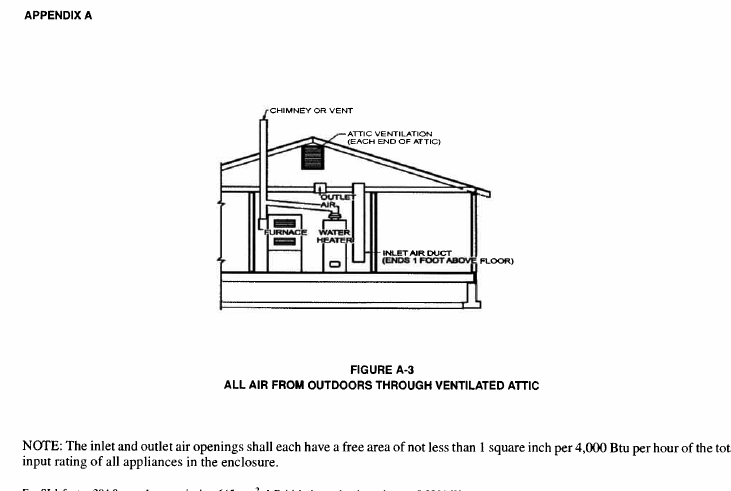 APPENDIX A
CHIMNEY OR VENT
ATTIC VENTILATION
(EACH END OF ATTIC)
OUTLET
AIR
FURNACE
WATER
HEATER
INLET AIR DUCT
(ENDS 1 FOOT ABOVE FLOOR)
FIGURE A-3
ALL AIR FROM OUTDOORS THROUGH VENTILATED ATTIC
NOTE: The inlet and outlet air openings shall each have a free area of not less than 1 square inch per 4,000 Btu per hour of the tot
input rating of all appliances in the enclosure.